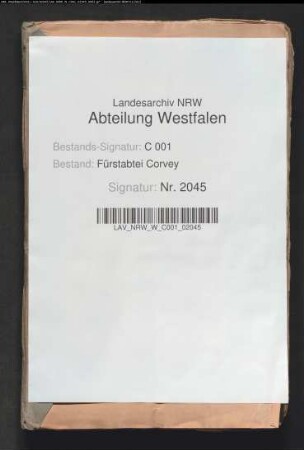 Landesarchiv NRW
Abteilung Westfalen
Bestands-Signatur: C 001
Bestand: Fürstabtei Corvey
Signatur: Nr. 2045
LAV_NRW_W_C001_02045